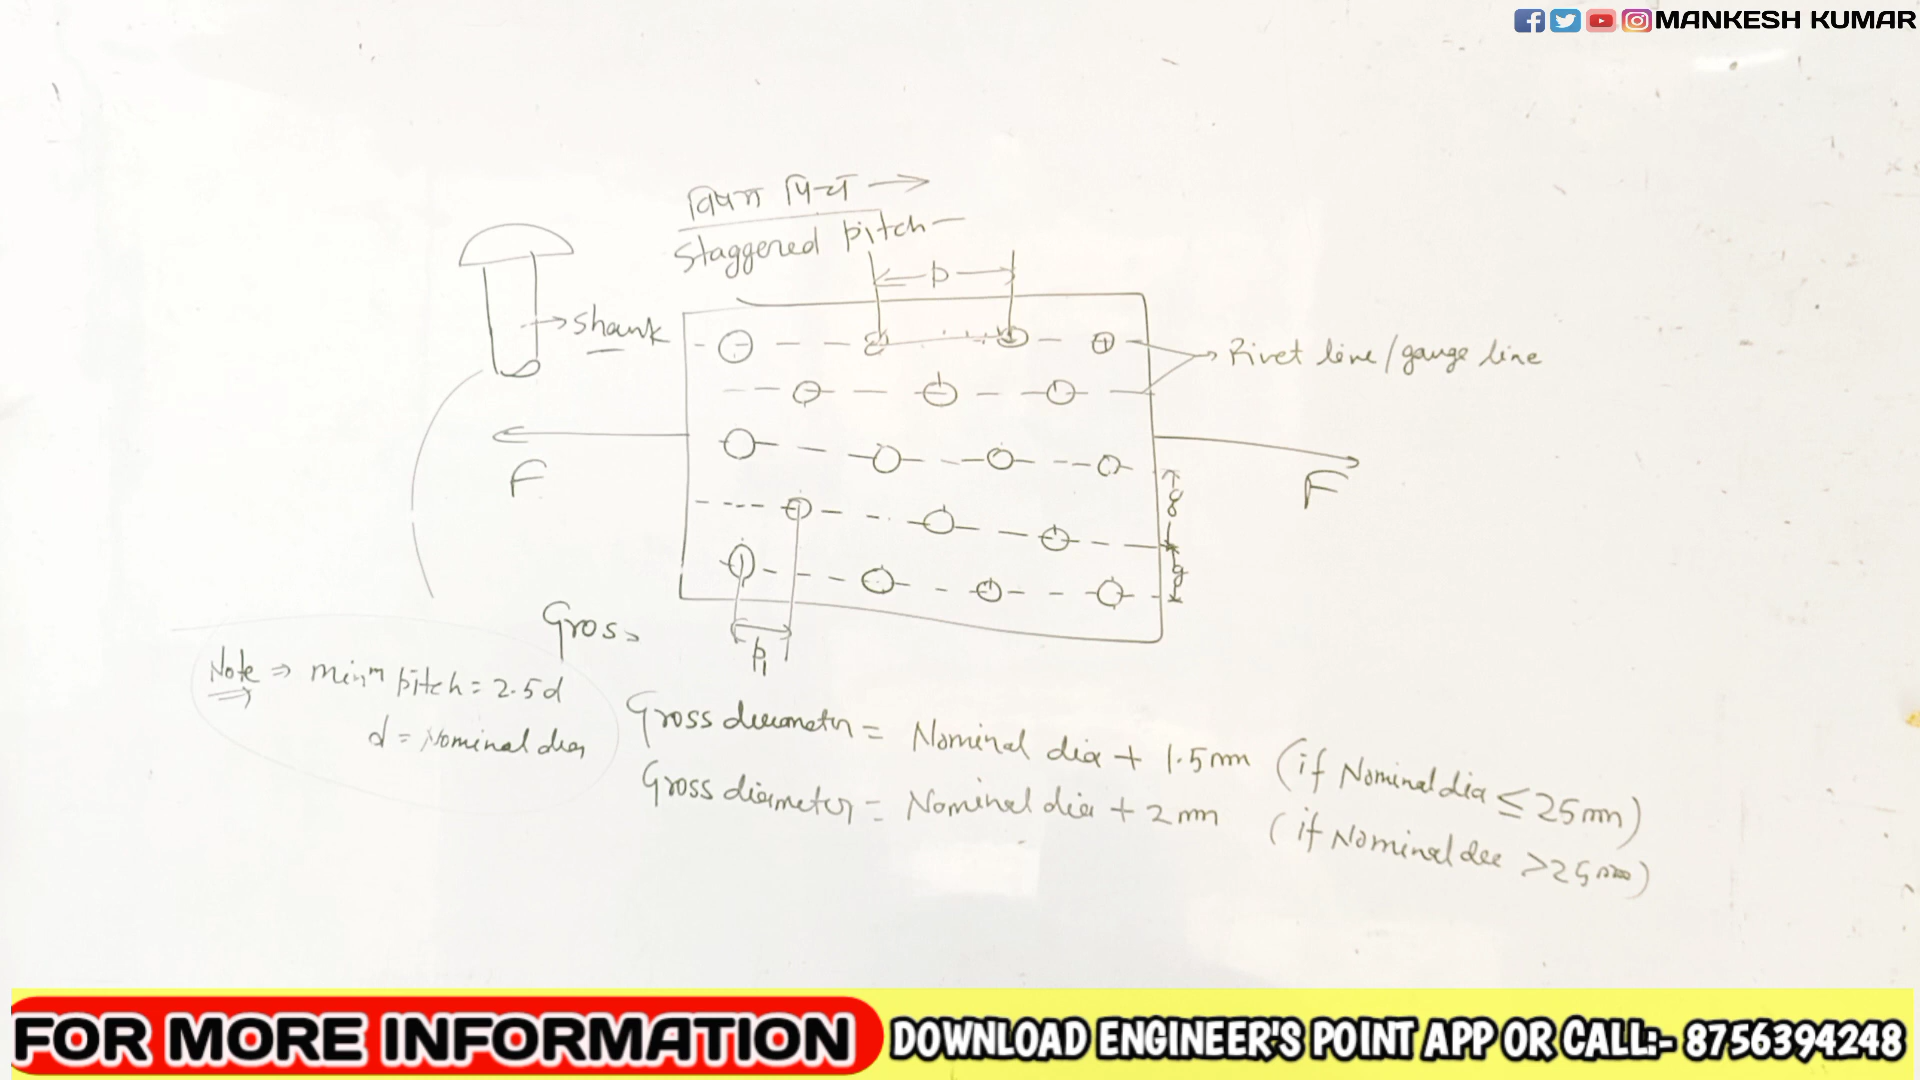 MANKESH KUMAR
विषम पिच →
Staggered pitch
p
shank
Rivet line/gauge line
F
F
g
g
Gross
p1
Note ⇒ minm pitch = 2.5d
d = Nominal dia
Gross diameter = Nominal dia + 1.5mm (if Nominal dia ≤ 25mm)
Gross diameter = Nominal dia + 2mm (if Nominal dia >25mm)
FOR MORE INFORMATION
DOWNLOAD ENGINEER'S POINT APP OR CALL:- 8756394248